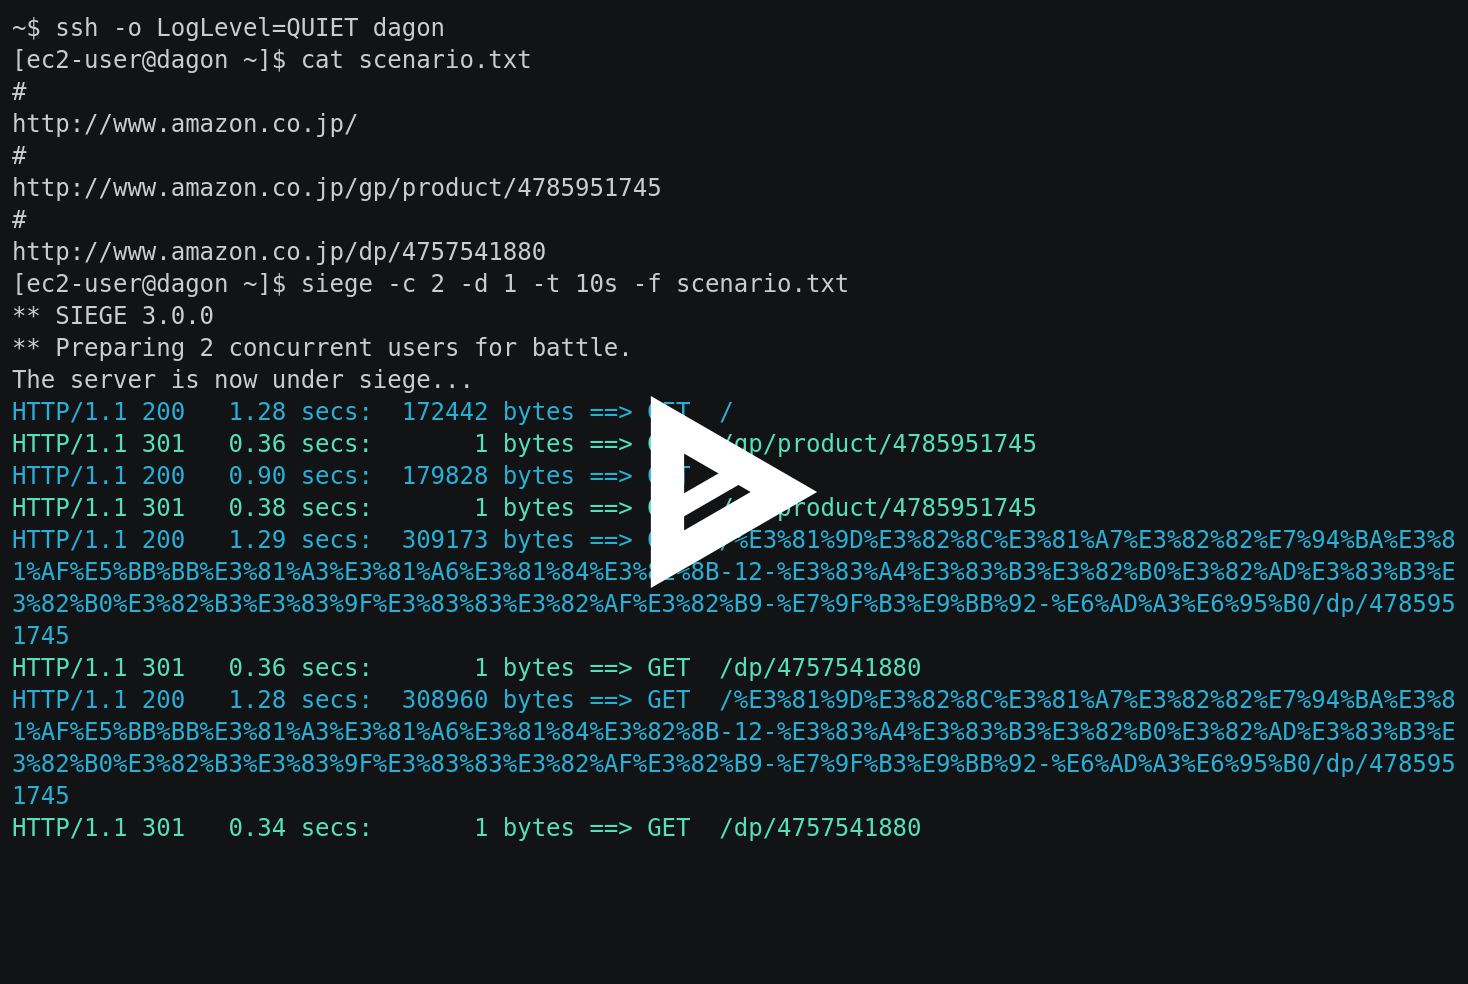 ~$ ssh -o LogLevel=QUIET dagon
[ec2-user@dagon ~]$ cat scenario.txt
#
http://www.amazon.co.jp/
#
http://www.amazon.co.jp/gp/product/4785951745
#
http://www.amazon.co.jp/dp/4757541880
[ec2-user@dagon ~]$ siege -c 2 -d 1 -t 10s -f scenario.txt
** SIEGE 3.0.0
** Preparing 2 concurrent users for battle.
The server is now under siege...
HTTP/1.1 200   1.28 secs:  172442 bytes ==> GET  /
HTTP/1.1 301   0.36 secs:       1 bytes ==> /gp/product/4785951745
HTTP/1.1 200   0.90 secs:  179828 bytes ==> GET
HTTP/1.1 301   0.38 secs:       1 bytes ==> product/4785951745
HTTP/1.1 200   1.29 secs:  309173 bytes ==> /%E3%81%9D%E3%82%8C%E3%81%A7%E3%82%82%E7%94%BA%E3%8
1%AF%E5%BB%BB%E3%81%A3%E3%81%A6%E3%81%84%E3%82%8B-12-%E3%83%A4%E3%83%B3%E3%82%B0%E3%82%AD%E3%83%B3%E
3%82%B0%E3%82%B3%E3%83%9F%E3%83%83%E3%82%AF%E3%82%B9-%E7%9F%B3%E9%BB%92-%E6%AD%A3%E6%95%B0/dp/478595
1745
HTTP/1.1 301   0.36 secs:       1 bytes ==> GET  /dp/4757541880
HTTP/1.1 200   1.28 secs:  308960 bytes ==> GET  /%E3%81%9D%E3%82%8C%E3%81%A7%E3%82%82%E7%94%BA%E3%8
1%AF%E5%BB%BB%E3%81%A3%E3%81%A6%E3%81%84%E3%82%8B-12-%E3%83%A4%E3%83%B3%E3%82%B0%E3%82%AD%E3%83%B3%E
3%82%B0%E3%82%B3%E3%83%9F%E3%83%83%E3%82%AF%E3%82%B9-%E7%9F%B3%E9%BB%92-%E6%AD%A3%E6%95%B0/dp/478595
1745
HTTP/1.1 301   0.34 secs:       1 bytes ==> GET  /dp/4757541880